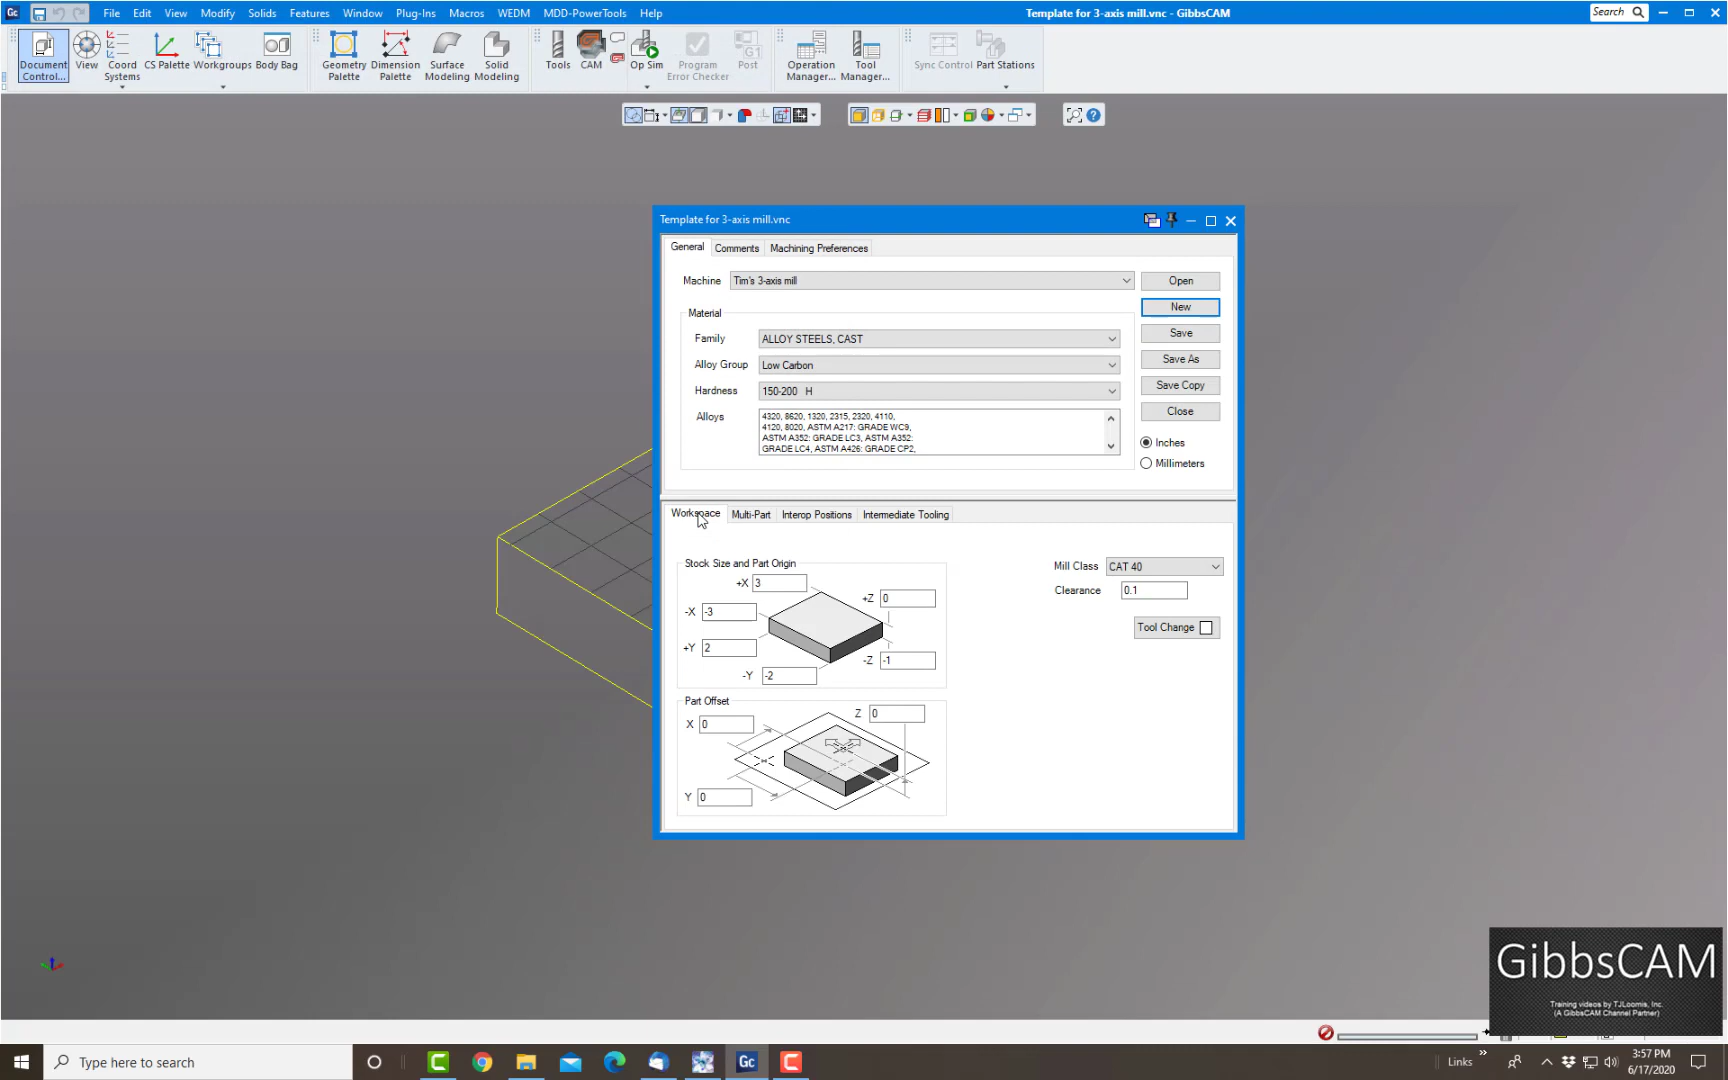 Gc File Edit View Modify Solids Features Window Plug-Ins Macros WEDM MDD-PowerTools Help Template for 3-axis mill.vnc - GibbsCAM Search
Document Control... View Coord Systems CS Palette Workgroups Body Bag Geometry Palette Dimension Palette Surface Modeling Solid Modeling Tools CAM Op Sim Program Error Checker G1 Post Operation Manager... Tool Manager... Sync Control Part Stations
Template for 3-axis mill.vnc
General Comments Machining Preferences
Machine Tim's 3-axis mill Open
Material New
Family ALLOY STEELS, CAST Save
Alloy Group Low Carbon Save As
Hardness 150-200 H Save Copy
Alloys 4320, 8620, 1320, 2315, 2320, 4110, Close
4120, 8020, ASTM A217: GRADE WC9,
ASTM A352: GRADE LC3, ASTM A352:
GRADE LC4, ASTM A426: GRADE CP2,
Inches
Millimeters
Workspace Multi-Part Interop Positions Intermediate Tooling
Stock Size and Part Origin Mill Class CAT 40
+X 3 Clearance 0.1
+Z 0
-X -3
Tool Change
+Y 2
-Z -1
-Y -2
Part Offset
X 0 Z 0
Y 0
GibbsCAM
Training videos by TJLoomis, Inc.
(A GibbsCAM Channel Partner)
Type here to search Gc Links 3:57 PM
6/17/2020